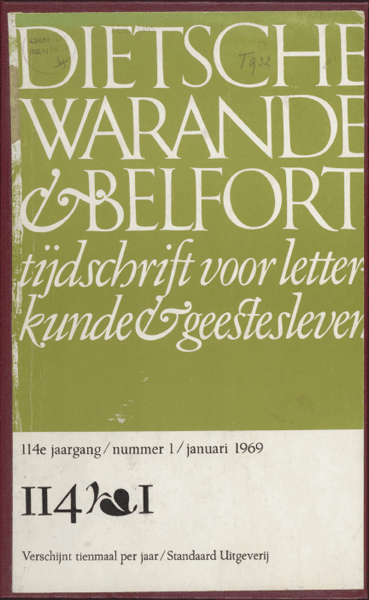 DIETSCHE
WARANDE
& BELFORT
tijdschrift voor letter-
kunde & geestesleven
114e jaargang / nummer 1 / januari 1969
114 1
Verschijnt tienmaal per jaar / Standaard Uitgeverij